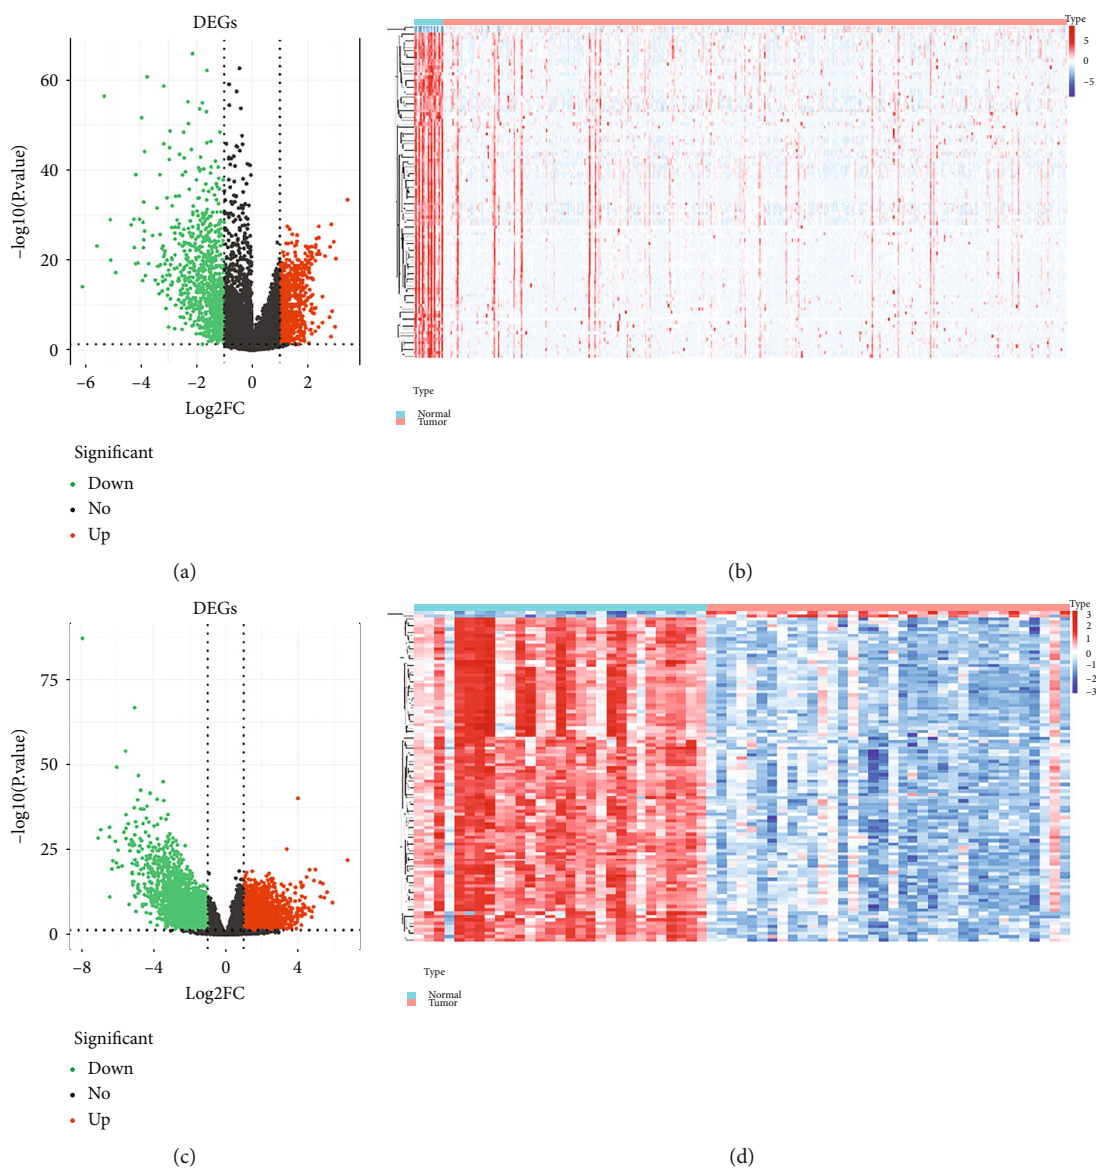 DEGs
60
40
20
0
−log10(P.value)
−6
−4
−2
0
2
Log2FC
Significant
Down
No
Up
(a)
Type
5
0
−5
Type
Normal
Tumor
(b)
DEGs
75
50
25
0
−log10(P.value)
−8
−4
0
4
Log2FC
Significant
Down
No
Up
(c)
Type
3
2
1
0
−1
−2
−3
Type
Normal
Tumor
(d)